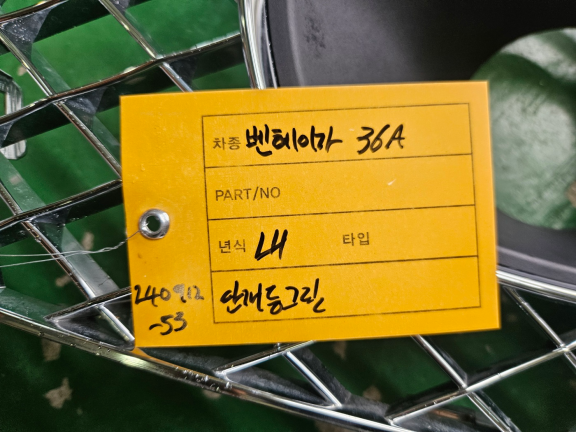 차종 벤테이가 36A
PART/NO
년식 LH 타입
안개등그릴
240912
-53